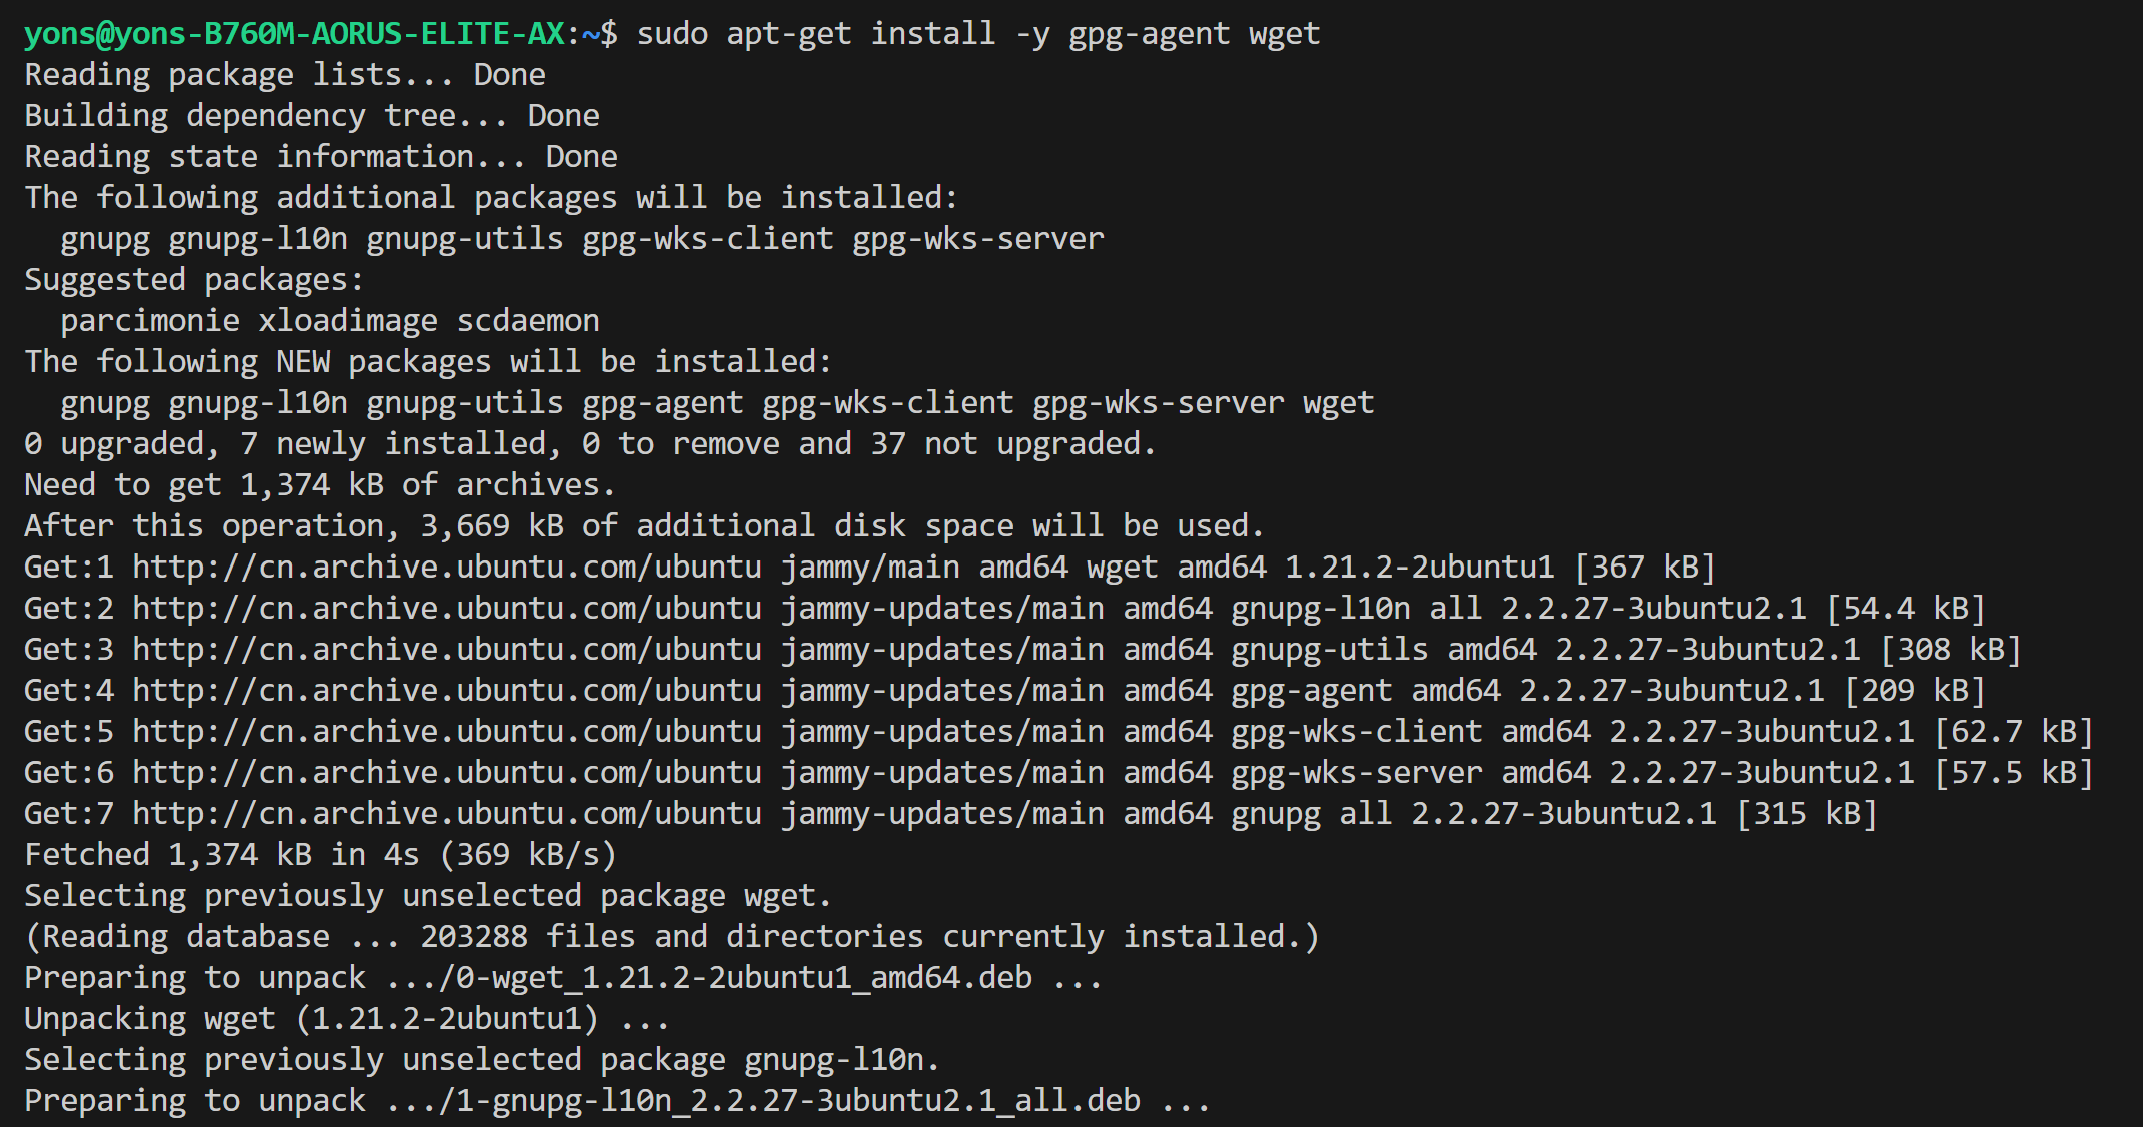 yons@yons-B760M-AORUS-ELITE-AX:~$ sudo apt-get install -y gpg-agent wget
Reading package lists... Done
Building dependency tree... Done
Reading state information... Done
The following additional packages will be installed:
  gnupg gnupg-l10n gnupg-utils gpg-wks-client gpg-wks-server
Suggested packages:
  parcimonie xloadimage scdaemon
The following NEW packages will be installed:
  gnupg gnupg-l10n gnupg-utils gpg-agent gpg-wks-client gpg-wks-server wget
0 upgraded, 7 newly installed, 0 to remove and 37 not upgraded.
Need to get 1,374 kB of archives.
After this operation, 3,669 kB of additional disk space will be used.
Get:1 http://cn.archive.ubuntu.com/ubuntu jammy/main amd64 wget amd64 1.21.2-2ubuntu1 [367 kB]
Get:2 http://cn.archive.ubuntu.com/ubuntu jammy-updates/main amd64 gnupg-l10n all 2.2.27-3ubuntu2.1 [54.4 kB]
Get:3 http://cn.archive.ubuntu.com/ubuntu jammy-updates/main amd64 gnupg-utils amd64 2.2.27-3ubuntu2.1 [308 kB]
Get:4 http://cn.archive.ubuntu.com/ubuntu jammy-updates/main amd64 gpg-agent amd64 2.2.27-3ubuntu2.1 [209 kB]
Get:5 http://cn.archive.ubuntu.com/ubuntu jammy-updates/main amd64 gpg-wks-client amd64 2.2.27-3ubuntu2.1 [62.7 kB]
Get:6 http://cn.archive.ubuntu.com/ubuntu jammy-updates/main amd64 gpg-wks-server amd64 2.2.27-3ubuntu2.1 [57.5 kB]
Get:7 http://cn.archive.ubuntu.com/ubuntu jammy-updates/main amd64 gnupg all 2.2.27-3ubuntu2.1 [315 kB]
Fetched 1,374 kB in 4s (369 kB/s)
Selecting previously unselected package wget.
(Reading database ... 203288 files and directories currently installed.)
Preparing to unpack .../0-wget_1.21.2-2ubuntu1_amd64.deb ...
Unpacking wget (1.21.2-2ubuntu1) ...
Selecting previously unselected package gnupg-l10n.
Preparing to unpack .../1-gnupg-l10n_2.2.27-3ubuntu2.1_all.deb ...